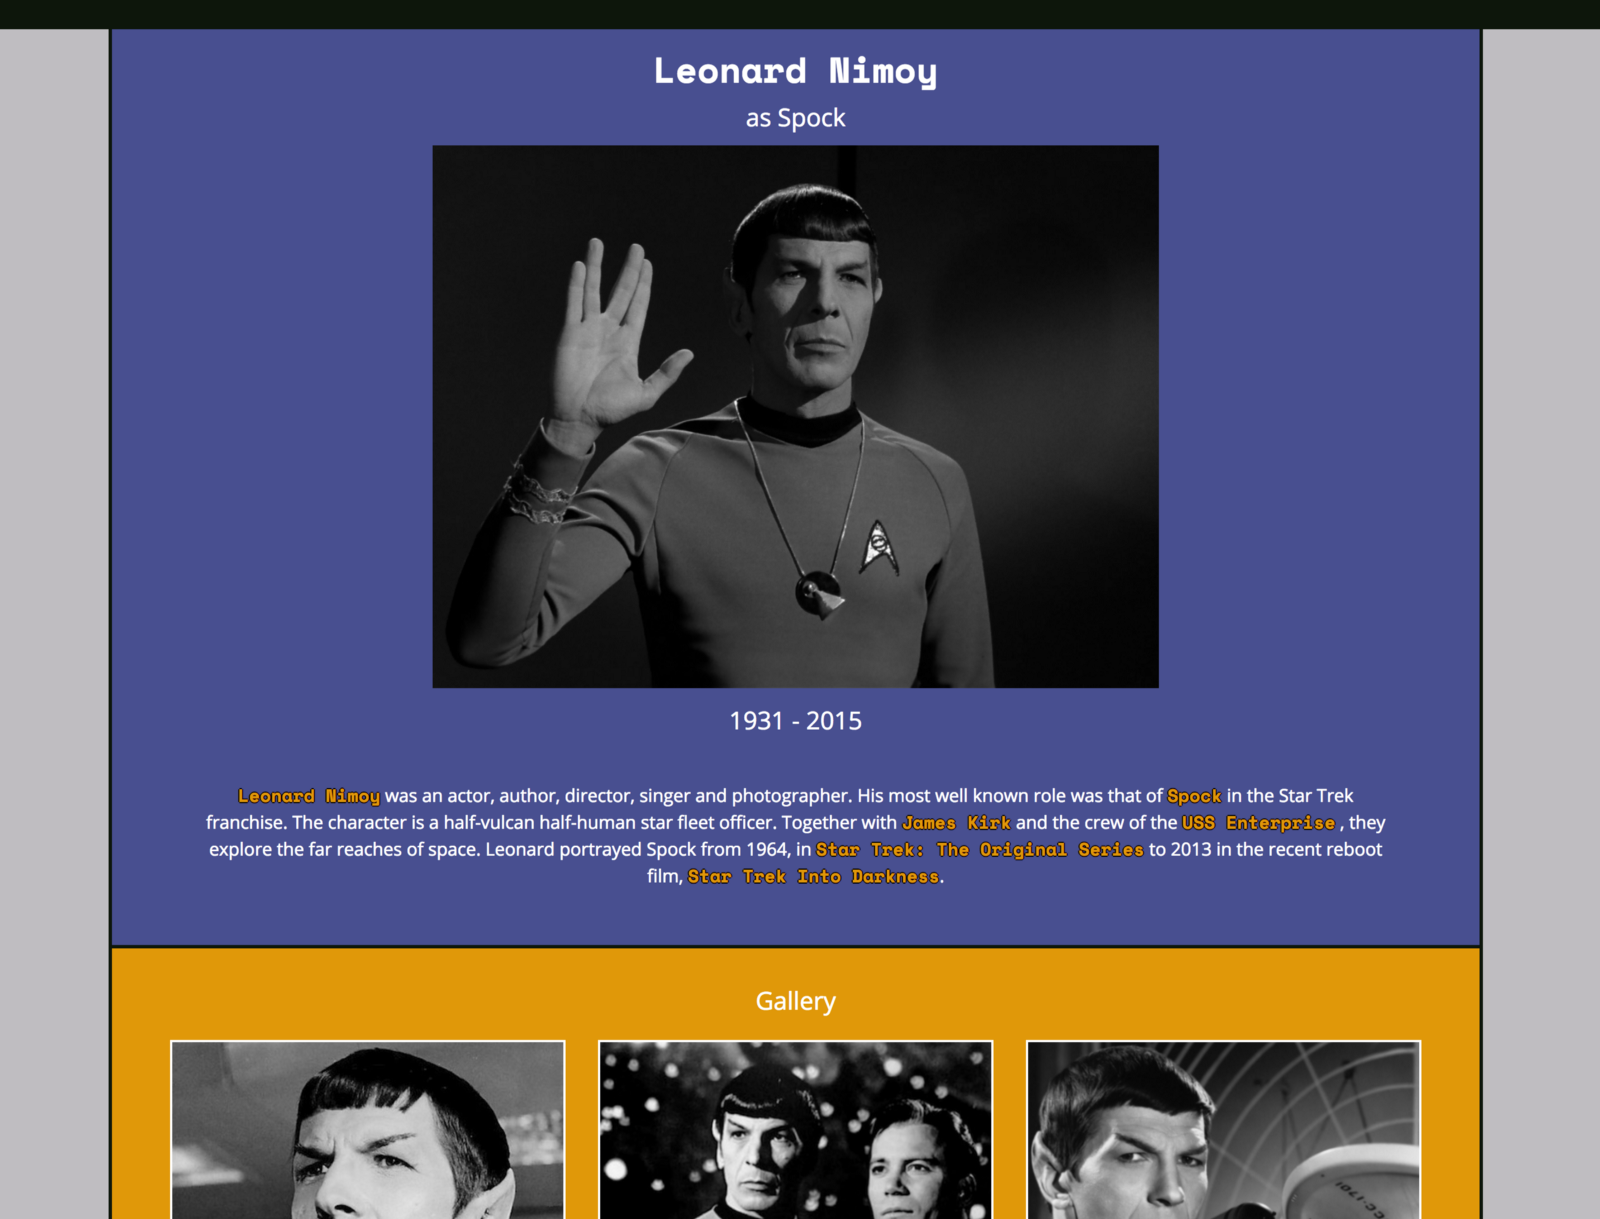 Leonard Nimoy
as Spock
1931 - 2015
Leonard Nimoy was an actor, author, director, singer and photographer. His most well known role was that of Spock in the Star Trek
franchise. The character is a half-vulcan half-human star fleet officer. Together with James Kirk and the crew of the USS Enterprise , they
explore the far reaches of space. Leonard portrayed Spock from 1964, in Star Trek: The Original Series to 2013 in the recent reboot
film, Star Trek Into Darkness.
Gallery
CC-1701